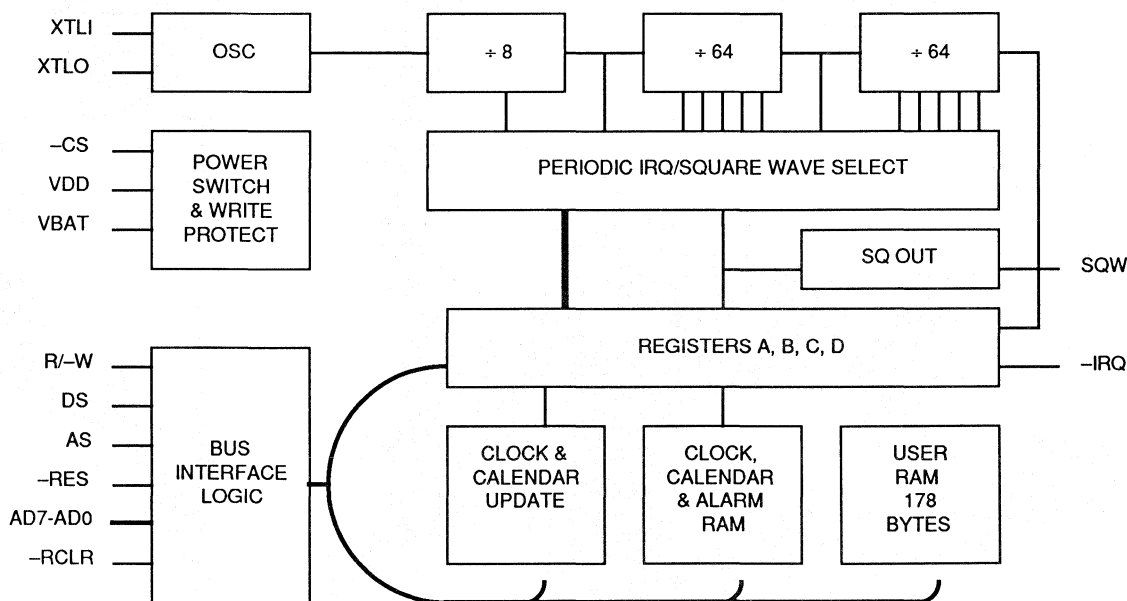 XTLI
XTLO
OSC
÷ 8
÷ 64
÷ 64
–CS
VDD
VBAT
POWER
SWITCH
& WRITE
PROTECT
PERIODIC IRQ/SQUARE WAVE SELECT
SQ OUT
SQW
REGISTERS A, B, C, D
–IRQ
R/–W
DS
AS
–RES
AD7-AD0
–RCLR
BUS
INTERFACE
LOGIC
CLOCK &
CALENDAR
UPDATE
CLOCK,
CALENDAR
& ALARM
RAM
USER
RAM
178
BYTES